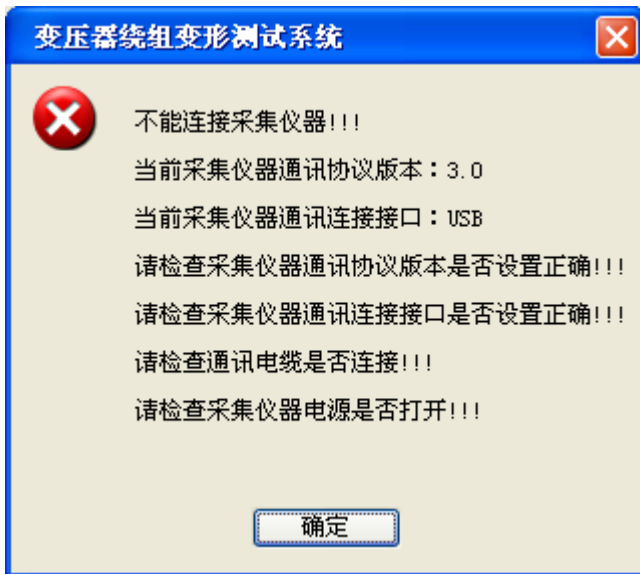 变压器绕组变形测试系统
不能连接采集仪器!!!
当前采集仪器通讯协议版本：3.0
当前采集仪器通讯连接接口：USB
请检查采集仪器通讯协议版本是否设置正确!!!
请检查采集仪器通讯连接接口是否设置正确!!!
请检查通讯电缆是否连接!!!
请检查采集仪器电源是否打开!!!
确定